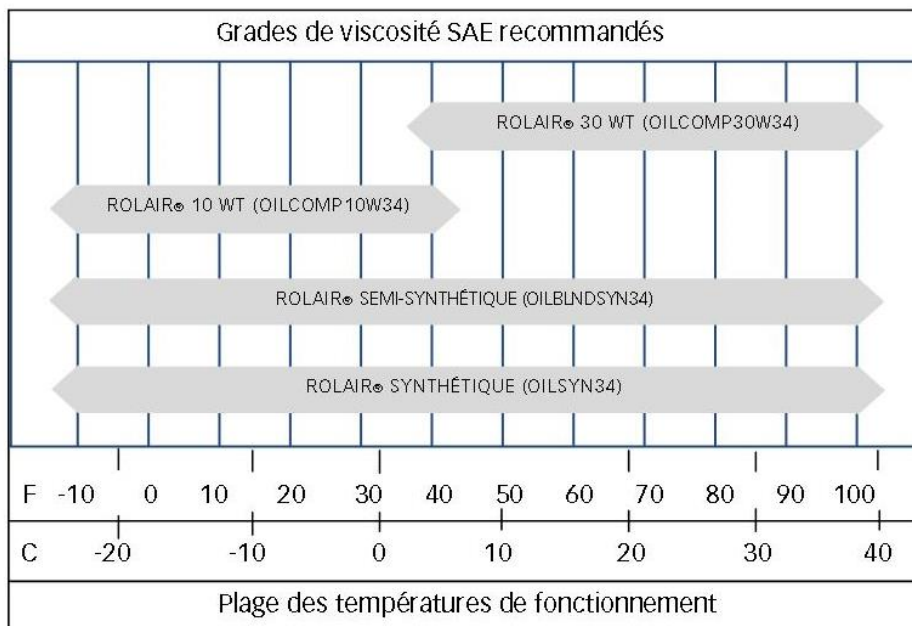 Grades de viscosité SAE recommandés
ROLAIR® 30 WT (OILCOMP30W34)
ROLAIR® 10 WT (OILCOMP10W34)
ROLAIR® SEMI-SYNTHÉTIQUE (OILBLNDSYN34)
ROLAIR® SYNTHÉTIQUE (OILSYN34)
F -10 0 10 20 30 40 50 60 70 80 90 100
C -20 -10 0 10 20 30 40
Plage des températures de fonctionnement